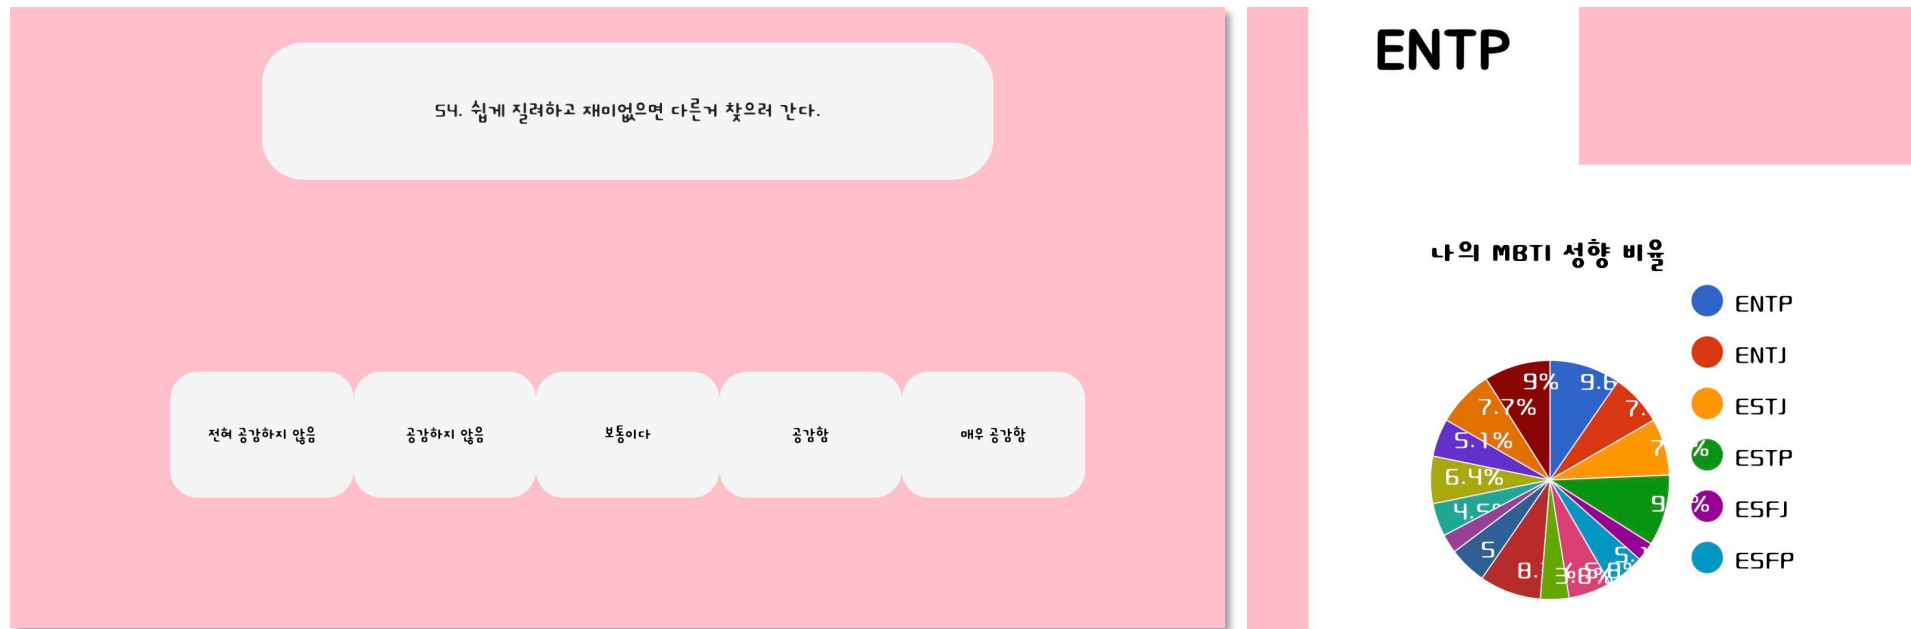 54. 쉽게 질려하고 재미없으면 다른거 찾으러 간다.
전혀 공감하지 않음
공감하지 않음
보통이다
공감함
매우 공감함
ENTP
나의 MBTI 성향 비율
ENTP
ENTJ
ESTJ
ESTP
ESFJ
ESFP
9%
7.7%
5.1%
6.4%
3.8%